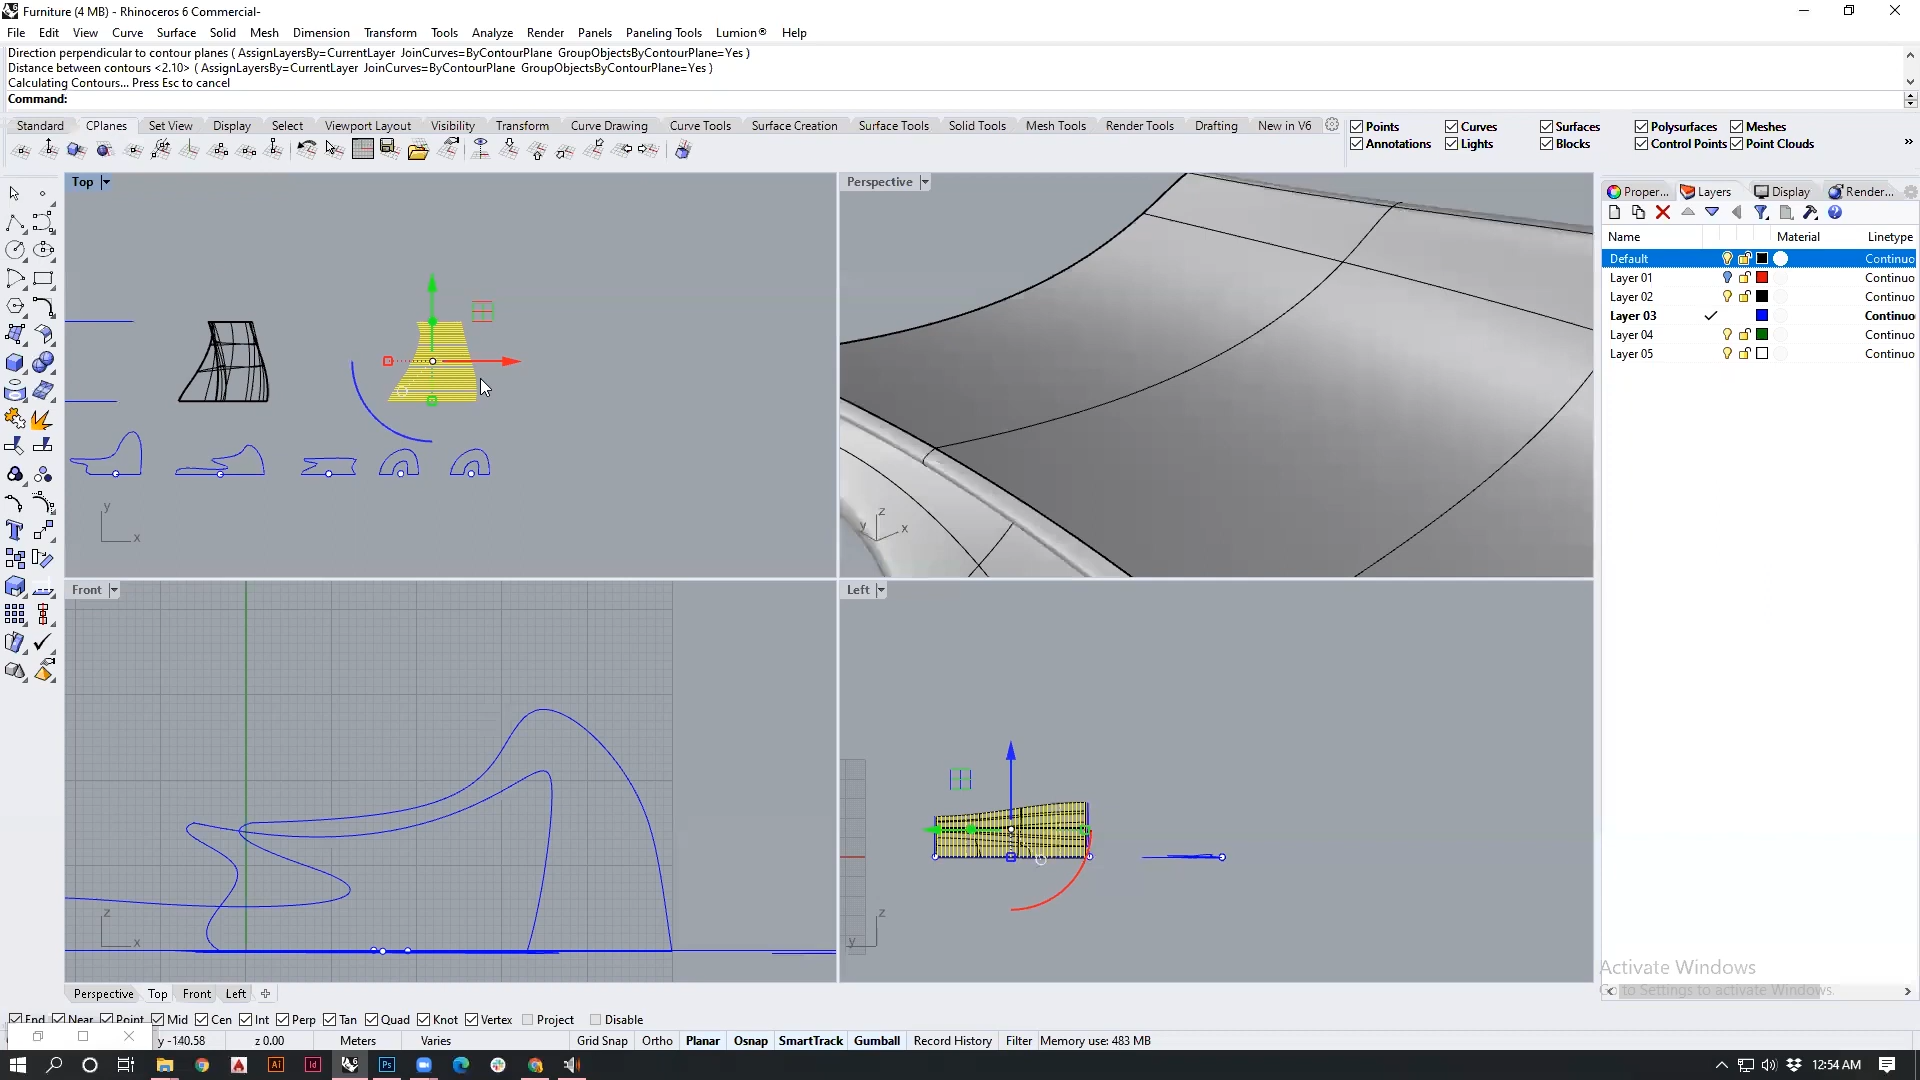 Furniture (4 MB) - Rhinoceros 6 Commercial-
File Edit View Curve Surface Solid Mesh Dimension Transform Tools Analyze Render Panels Paneling Tools Lumion® Help
Direction perpendicular to contour planes ( AssignLayersBy=CurrentLayer JoinCurves=ByContourPlane GroupObjectsByContourPlane=Yes )
Distance between contours <2.10> ( AssignLayersBy=CurrentLayer JoinCurves=ByContourPlane GroupObjectsByContourPlane=Yes )
Calculating Contours... Press Esc to cancel
Command:
Standard CPlanes Set View Display Select Viewport Layout Visibility Transform Curve Drawing Curve Tools Surface Creation Surface Tools Solid Tools Mesh Tools Render Tools Drafting New in V6
Points Curves Surfaces Polysurfaces Meshes
Annotations Lights Blocks Control Points Point Clouds
Top
Perspective
Proper... Layers Display Render...
Name Material Linetype
Default Continuo
Layer 01 Continuo
Layer 02 Continuo
Layer 03 Continuo
Layer 04 Continuo
Layer 05 Continuo
y
x
z
y
x
Front
Left
z
x
z
y
Activate Windows
Go to Settings to activate Windows.
Perspective Top Front Left
End Near Point Mid Cen Int Perp Tan Quad Knot Vertex Project Disable
y -140.58 z 0.00 Meters Varies Grid Snap Ortho Planar Osnap SmartTrack Gumball Record History Filter Memory use: 483 MB
12:54 AM